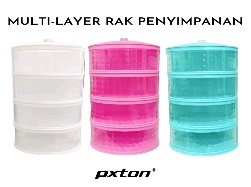 MULTI-LAYER RAK PENYIMPANAN
pxton®